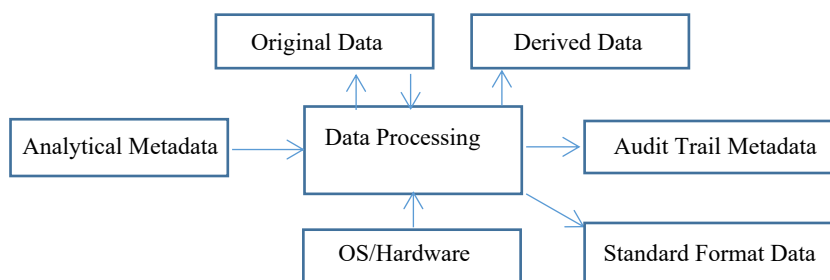 Original Data
Derived Data
Analytical Metadata
Data Processing
Audit Trail Metadata
OS/Hardware
Standard Format Data